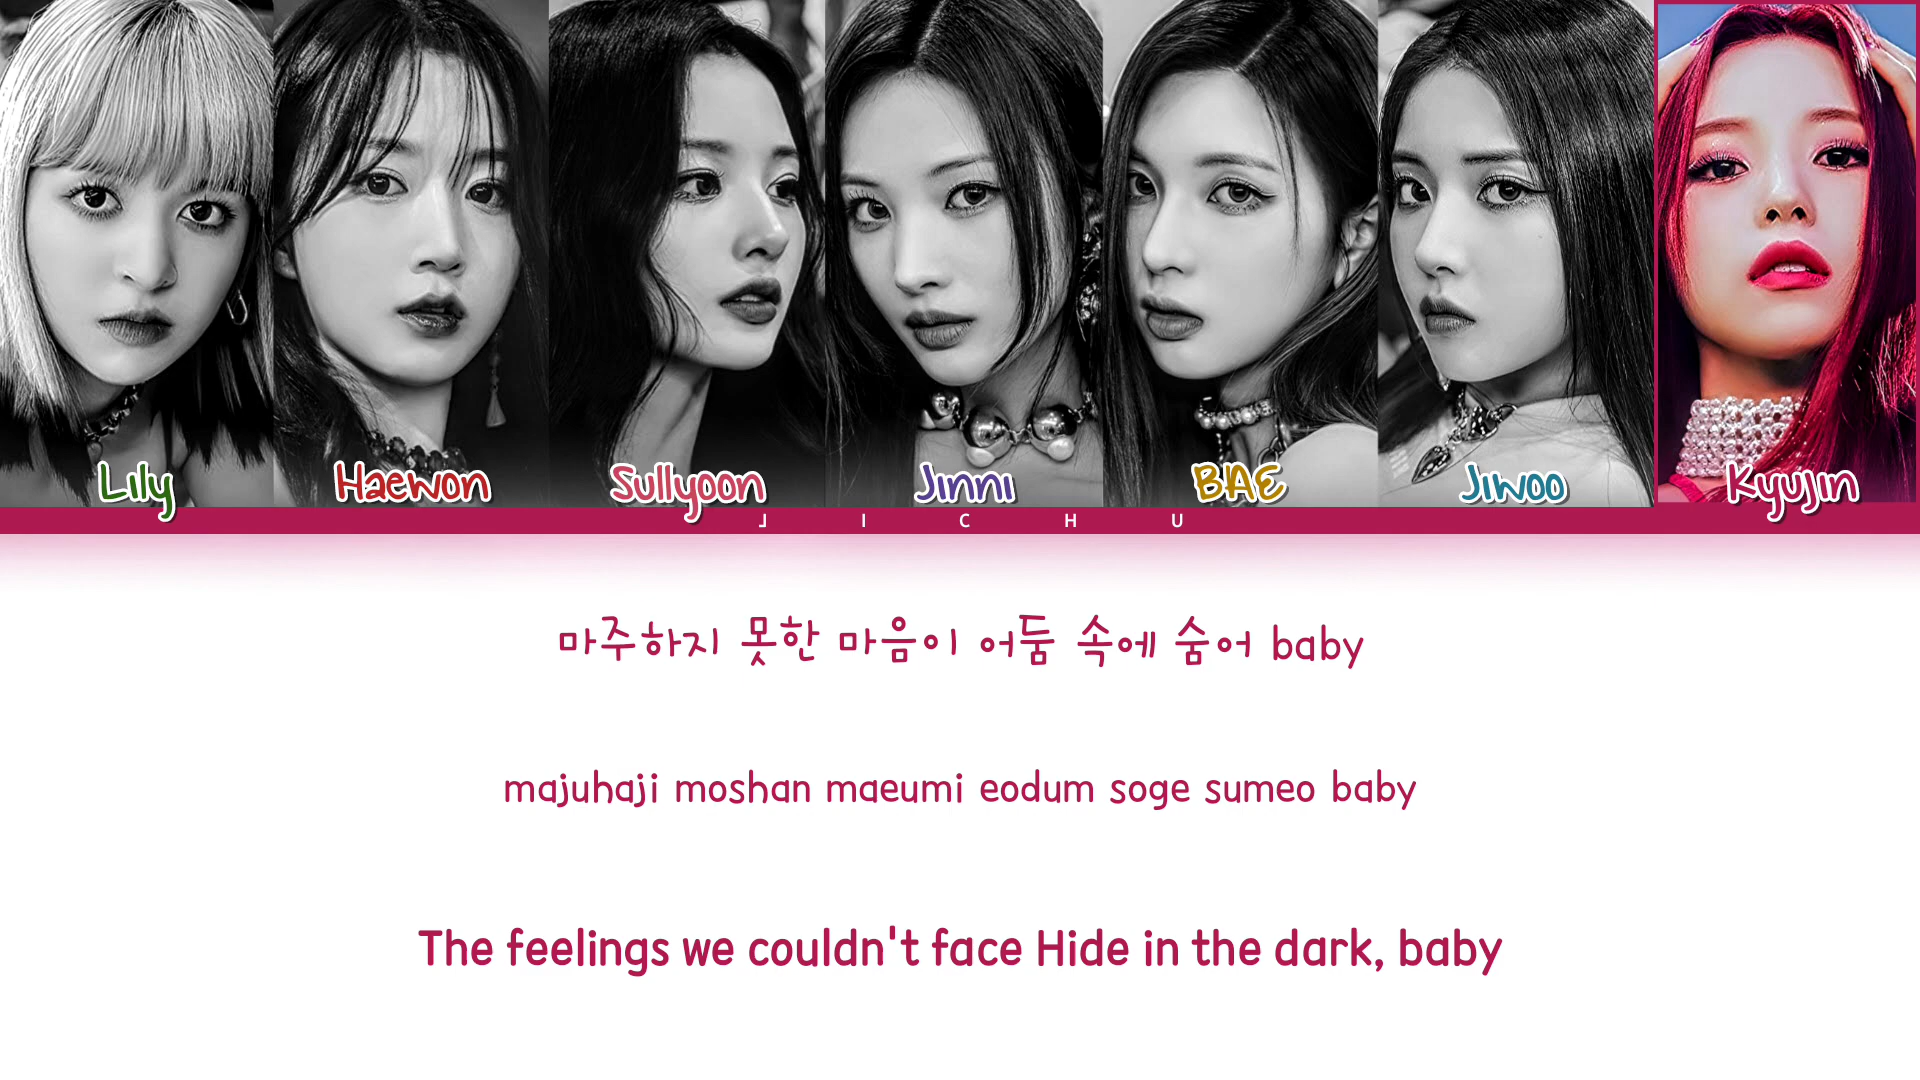 Lily Haewon Sullyoon Jinni BAE Jiwoo Kyujin
J I C H U
마주하지 못한 마음이 어둠 속에 숨어 baby
majuhaji moshan maeumi eodum soge sumeo baby
The feelings we couldn't face Hide in the dark, baby